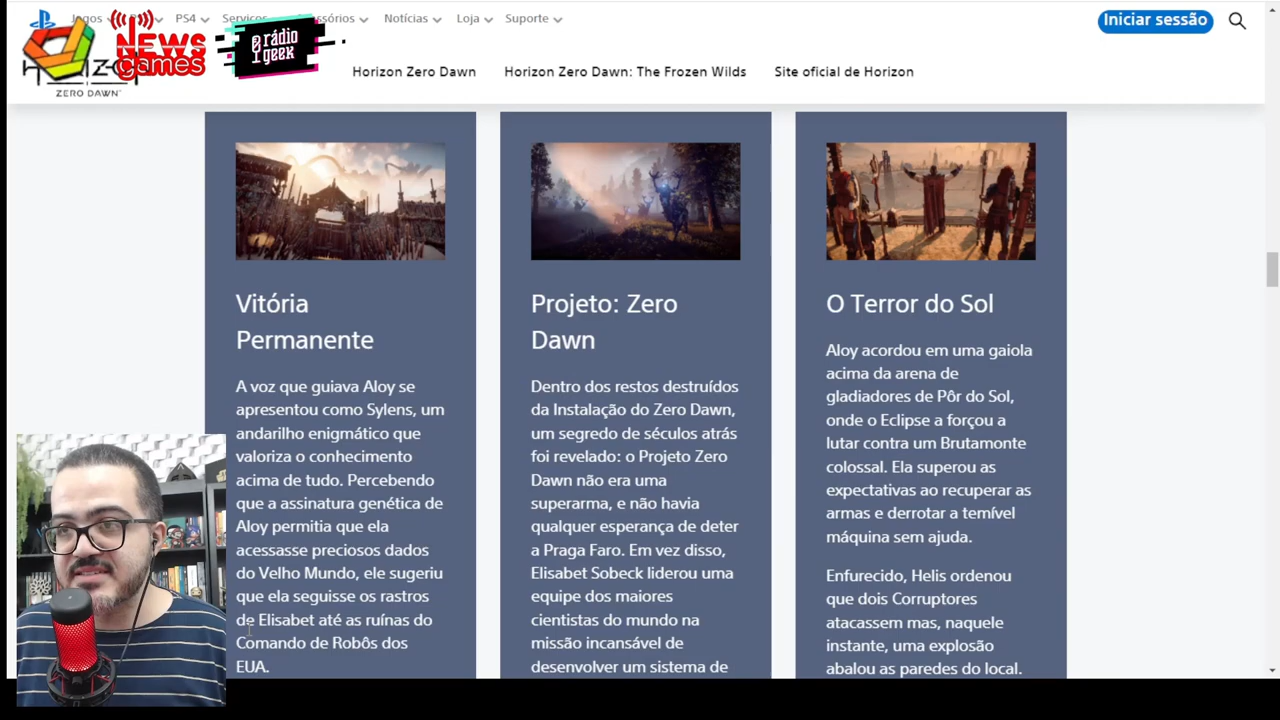 Jogos
PS4
Serviços
Acessórios
Notícias
Loja
Suporte
Iniciar sessão
NEWS
games
rádio
geek
ZERO DAWN
Horizon Zero Dawn
Horizon Zero Dawn: The Frozen Wilds
Site oficial de Horizon
Vitória
Permanente
A voz que guiava Aloy se
apresentou como Sylens, um
andarilho enigmático que
valoriza o conhecimento
acima de tudo. Percebendo
que a assinatura genética de
Aloy permitia que ela
acessasse preciosos dados
do Velho Mundo, ele sugeriu
que ela seguisse os rastros
de Elisabet até as ruínas do
Comando de Robôs dos
EUA.
Projeto: Zero
Dawn
Dentro dos restos destruídos
da Instalação do Zero Dawn,
um segredo de séculos atrás
foi revelado: o Projeto Zero
Dawn não era uma
superarma, e não havia
qualquer esperança de deter
a Praga Faro. Em vez disso,
Elisabet Sobeck liderou uma
equipe dos maiores
cientistas do mundo na
missão incansável de
desenvolver um sistema de
O Terror do Sol
Aloy acordou em uma gaiola
acima da arena de
gladiadores de Pôr do Sol,
onde o Eclipse a forçou a
lutar contra um Brutamonte
colossal. Ela superou as
expectativas ao recuperar as
armas e derrotar a temível
máquina sem ajuda.
Enfurecido, Helis ordenou
que dois Corruptores
atacassem mas, naquele
instante, uma explosão
abalou as paredes do local.